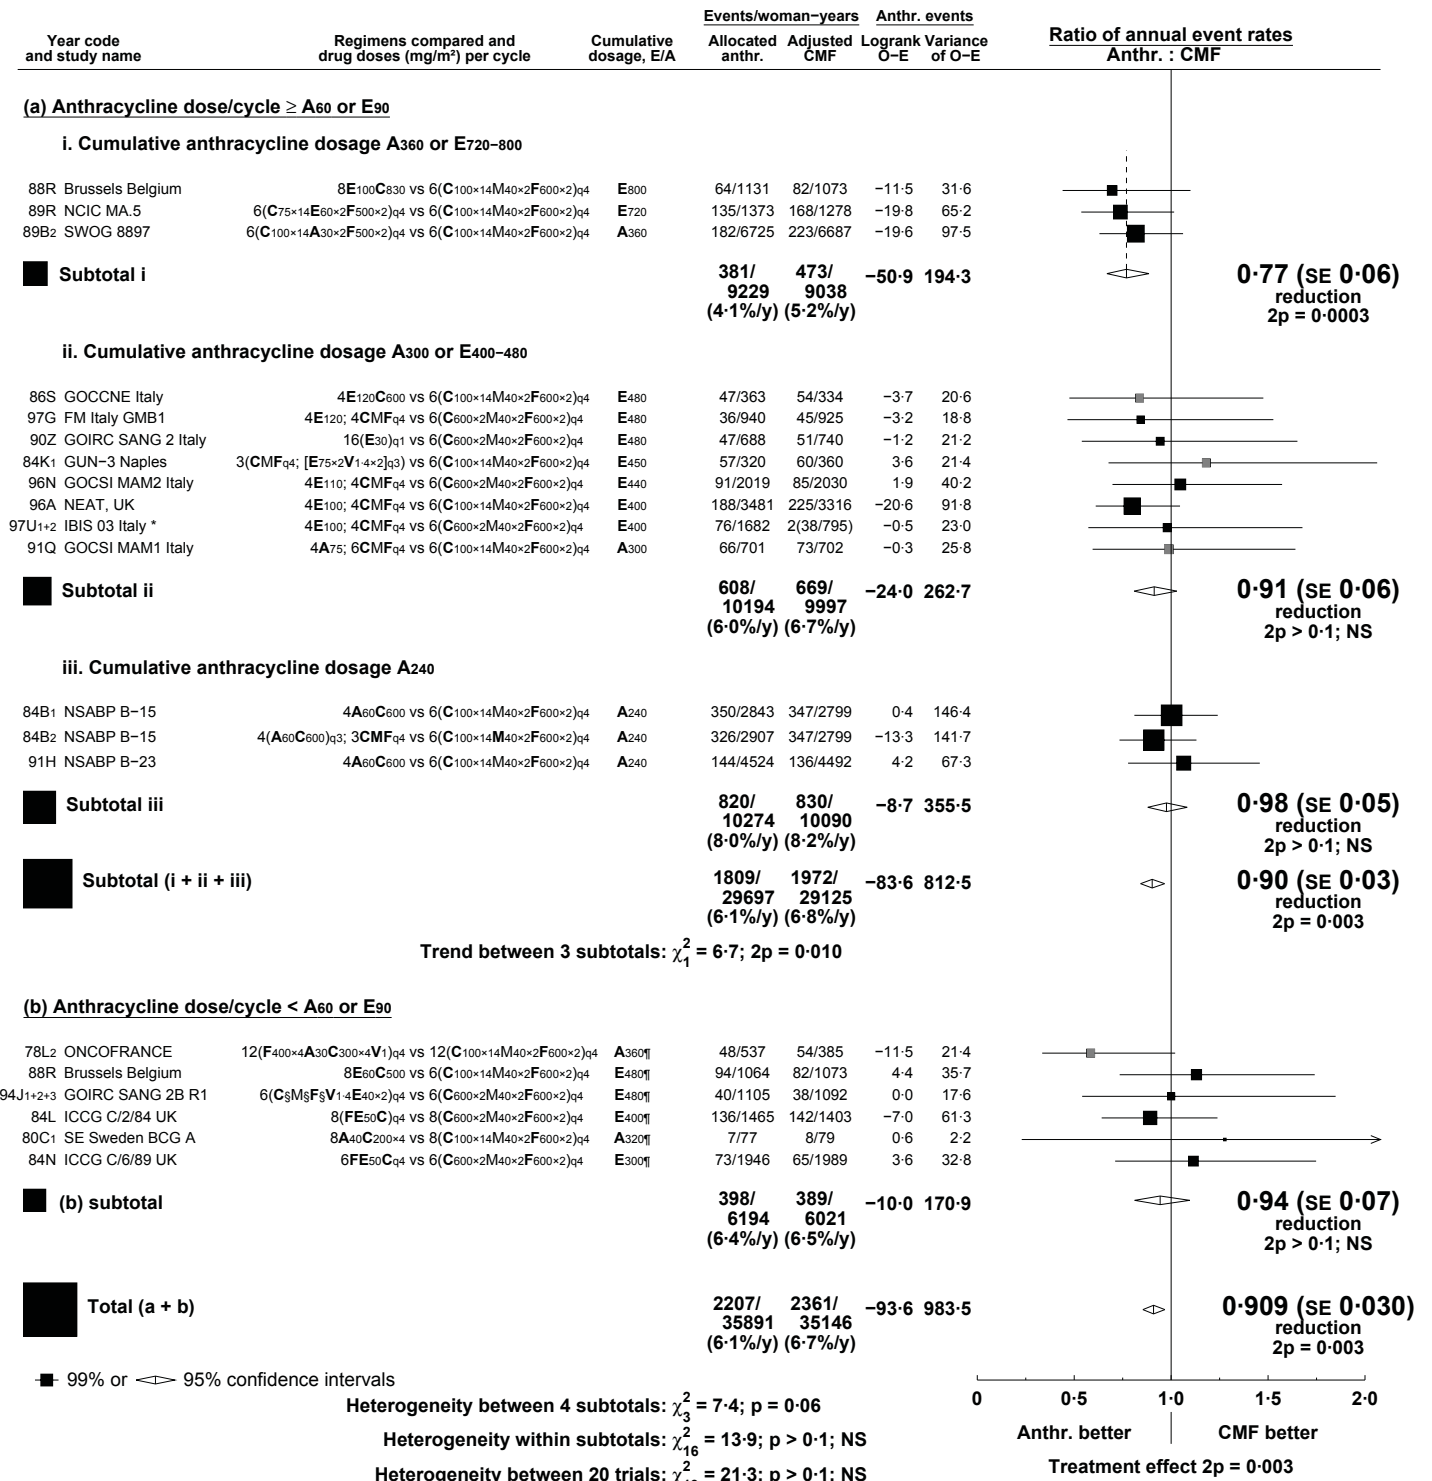 Events/woman−years Anthr. events
Year code Regimens compared and Cumulative Allocated Adjusted Logrank Variance Ratio of annual event rates
and study name drug doses (mg/m²) per cycle dosage, E/A anthr. CMF O−E of O−E Anthr. : CMF
(a) Anthracycline dose/cycle ≥ A60 or E90
i. Cumulative anthracycline dosage A360 or E720−800
88R Brussels Belgium 8E100C830 vs 6(C100×14M40×2F600×2)q4 E800 64/1131 82/1073 −11·5 31·6
89R NCIC MA.5 6(C75×14E60×2F500×2)q4 vs 6(C100×14M40×2F600×2)q4 E720 135/1373 168/1278 −19·8 65·2
89B2 SWOG 8897 6(C100×14A30×2F500×2)q4 vs 6(C100×14M40×2F600×2)q4 A360 182/6725 223/6687 −19·6 97·5
Subtotal i 381/ 473/ −50·9 194·3 0·77 (SE 0·06)
9229 9038 reduction
(4·1%/y) (5·2%/y) 2p = 0·0003
ii. Cumulative anthracycline dosage A300 or E400−480
86S GOCCNE Italy 4E120C600 vs 6(C100×14M40×2F600×2)q4 E480 47/363 54/334 −3·7 20·6
97G FM Italy GMB1 4E120; 4CMFq4 vs 6(C600×2M40×2F600×2)q4 E480 36/940 45/925 −3·2 18·8
90Z GOIRC SANG 2 Italy 16(E30)q1 vs 6(C600×2M40×2F600×2)q4 E480 47/688 51/740 −1·2 21·2
84K1 GUN−3 Naples 3(CMFq4; [E75×2V1·4×2]q3) vs 6(C100×14M40×2F600×2)q4 E450 57/320 60/360 3·6 21·4
96N GOCSI MAM2 Italy 4E110; 4CMFq4 vs 6(C600×2M40×2F600×2)q4 E440 91/2019 85/2030 1·9 40·2
96A NEAT, UK 4E100; 4CMFq4 vs 6(C100×14M40×2F600×2)q4 E400 188/3481 225/3316 −20·6 91·8
97U1+2 IBIS 03 Italy * 4E100; 4CMFq4 vs 6(C600×2M40×2F600×2)q4 E400 76/1682 2(38/795) −0·5 23·0
91Q GOCSI MAM1 Italy 4A75; 6CMFq4 vs 6(C100×14M40×2F600×2)q4 A300 66/701 73/702 −0·3 25·8
Subtotal ii 608/ 669/ −24·0 262·7 0·91 (SE 0·06)
10194 9997 reduction
(6·0%/y) (6·7%/y) 2p > 0·1; NS
iii. Cumulative anthracycline dosage A240
84B1 NSABP B−15 4A60C600 vs 6(C100×14M40×2F600×2)q4 A240 350/2843 347/2799 0·4 146·4
84B2 NSABP B−15 4(A60C600)q3; 3CMFq4 vs 6(C100×14M40×2F600×2)q4 A240 326/2907 347/2799 −13·3 141·7
91H NSABP B−23 4A60C600 vs 6(C100×14M40×2F600×2)q4 A240 144/4524 136/4492 4·2 67·3
Subtotal iii 820/ 830/ −8·7 355·5 0·98 (SE 0·05)
10274 10090 reduction
(8·0%/y) (8·2%/y) 2p > 0·1; NS
Subtotal (i + ii + iii) 1809/ 1972/ −83·6 812·5 0·90 (SE 0·03)
29697 29125 reduction
(6·1%/y) (6·8%/y) 2p = 0·003
Trend between 3 subtotals: χ²₁ = 6·7; 2p = 0·010
(b) Anthracycline dose/cycle < A60 or E90
78L2 ONCOFRANCE 12(F400×4A30C300×4V1)q4 vs 12(C100×14M40×2F600×2)q4 A360¶ 48/537 54/385 −11·5 21·4
88R Brussels Belgium 8E60C500 vs 6(C100×14M40×2F600×2)q4 E480¶ 94/1064 82/1073 4·4 35·7
94J1+2+3 GOIRC SANG 2B R1 6(C§M§F§V1·4E40×2)q4 vs 6(C600×2M40×2F600×2)q4 E480¶ 40/1105 38/1092 0·0 17·6
84L ICCG C/2/84 UK 8(FE50C)q4 vs 8(C600×2M40×2F600×2)q4 E400¶ 136/1465 142/1403 −7·0 61·3
80C1 SE Sweden BCG A 8A40C200×4 vs 8(C100×14M40×2F600×2)q4 A320¶ 7/77 8/79 0·6 2·2
84N ICCG C/6/89 UK 6FE50Cq4 vs 6(C600×2M40×2F600×2)q4 E300¶ 73/1946 65/1989 3·6 32·8
(b) subtotal 398/ 389/ −10·0 170·9 0·94 (SE 0·07)
6194 6021 reduction
(6·4%/y) (6·5%/y) 2p > 0·1; NS
Total (a + b) 2207/ 2361/ −93·6 983·5 0·909 (SE 0·030)
35891 35146 reduction
(6·1%/y) (6·7%/y) 2p = 0·003
99% or 95% confidence intervals
0 0·5 1·0 1·5 2·0
Heterogeneity between 4 subtotals: χ²₃ = 7·4; p = 0·06
Anthr. better CMF better
Heterogeneity within subtotals: χ²₁₆ = 13·9; p > 0·1; NS
Treatment effect 2p = 0·003
Heterogeneity between 20 trials: χ² = 21·3; p > 0·1; NS